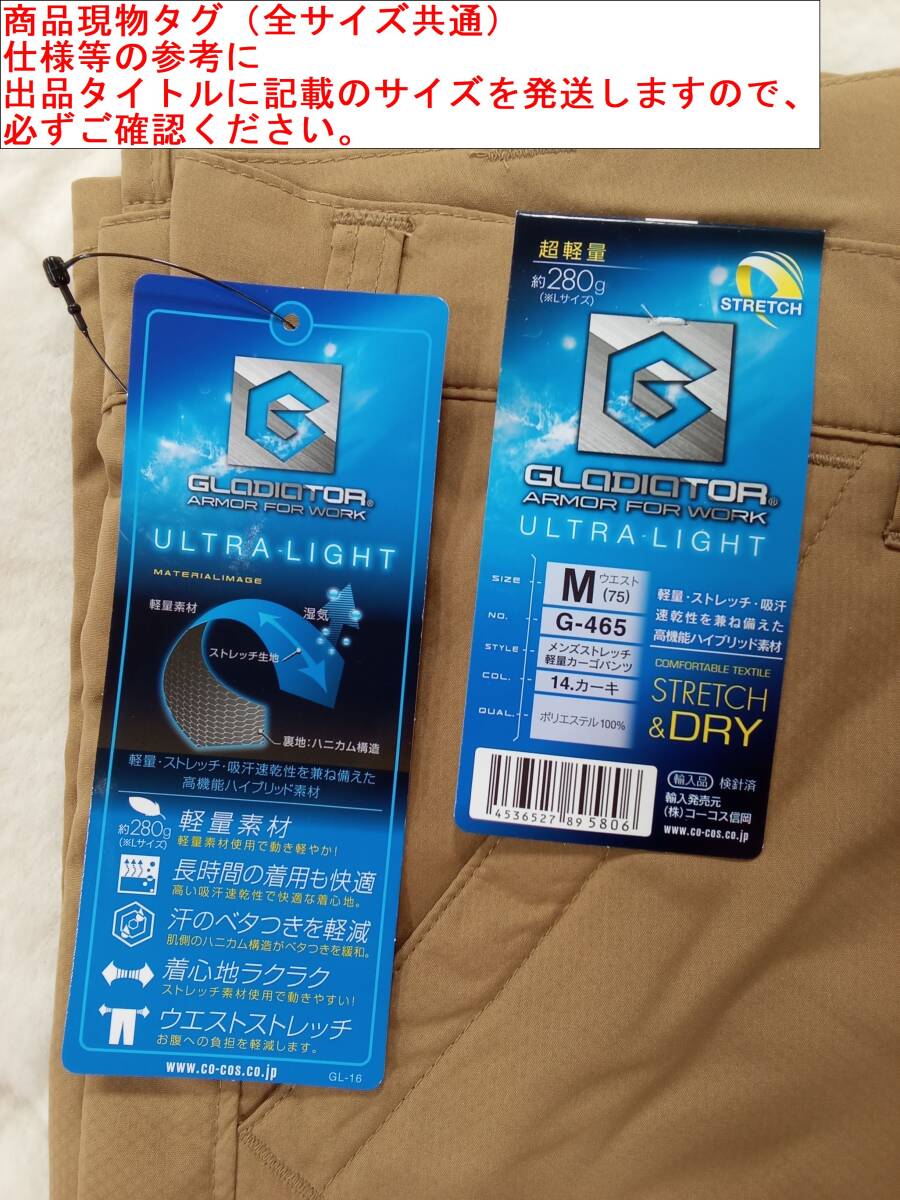 商品現物タグ（全サイズ共通）
仕様等の参考に
出品タイトルに記載のサイズを発送しますので、
必ずご確認ください。
GLADIATOR®
ARMOR FOR WORK
ULTRA-LIGHT
MATERIAL IMAGE
軽量素材
湿気
ストレッチ生地
裏地:ハニカム構造
軽量・ストレッチ・吸汗速乾性を兼ね備えた
高機能ハイブリッド素材
約280g
(※Lサイズ)
軽量素材
軽量素材使用で動き軽やか!
長時間の着用も快適
高い吸汗速乾性で快適な着心地。
汗のベタつきを軽減
肌側のハニカム構造がベタつきを緩和。
着心地ラクラク
ストレッチ素材使用で動きやすい!
ウエストストレッチ
お腹への負担を軽減します。
www.co-cos.co.jp
GL-16
超軽量
約280g
(※Lサイズ)
STRETCH
GLADIATOR®
ARMOR FOR WORK
ULTRA-LIGHT
SIZE M ウエスト(75)
NO. G-465
STYLE メンズストレッチ
軽量カーゴパンツ
COL. 14.カーキ
QUAL. ポリエステル100%
軽量・ストレッチ・吸汗
速乾性を兼ね備えた
高機能ハイブリッド素材
COMFORTABLE TEXTILE
STRETCH
&DRY
4536527 895806
輸入品 検針済
輸入発売元
(株)コーコス信岡
www.co-cos.co.jp